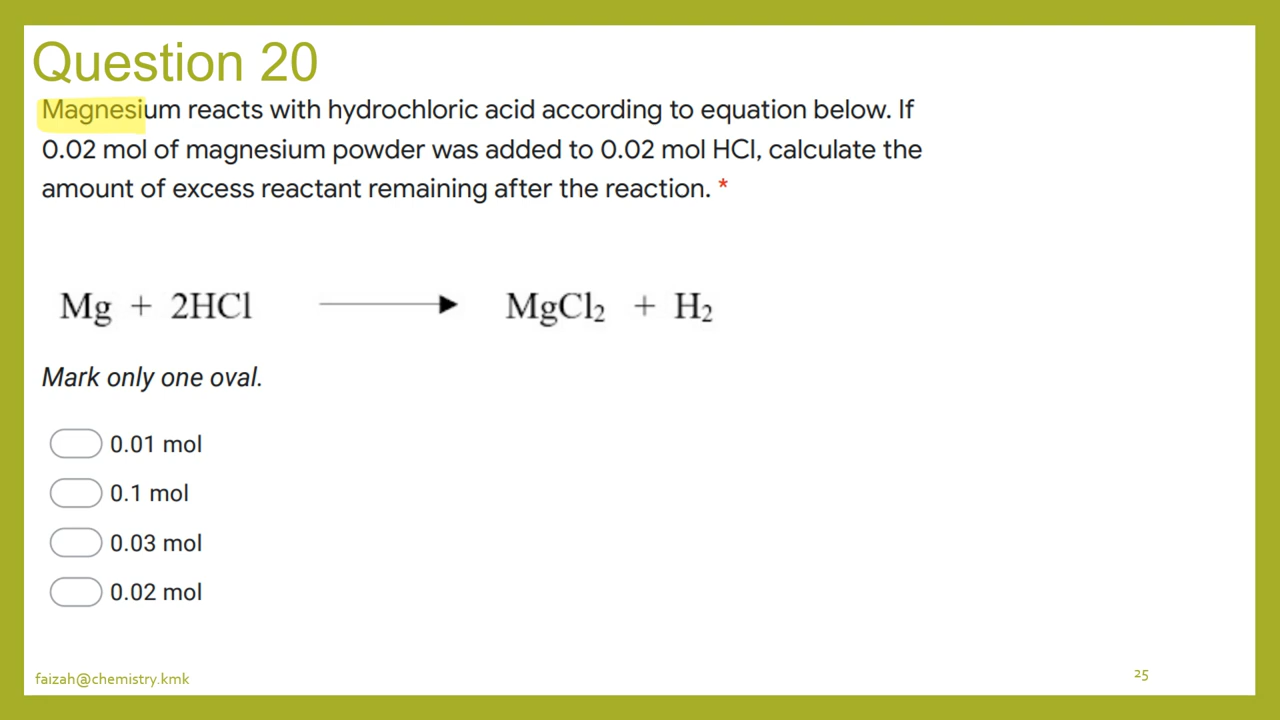 Question 20
Magnesium reacts with hydrochloric acid according to equation below. If
0.02 mol of magnesium powder was added to 0.02 mol HCl, calculate the
amount of excess reactant remaining after the reaction. *
Mg + 2HCl ⟶ MgCl₂ + H₂
Mark only one oval.
0.01 mol
0.1 mol
0.03 mol
0.02 mol
faizah@chemistry.kmk
25